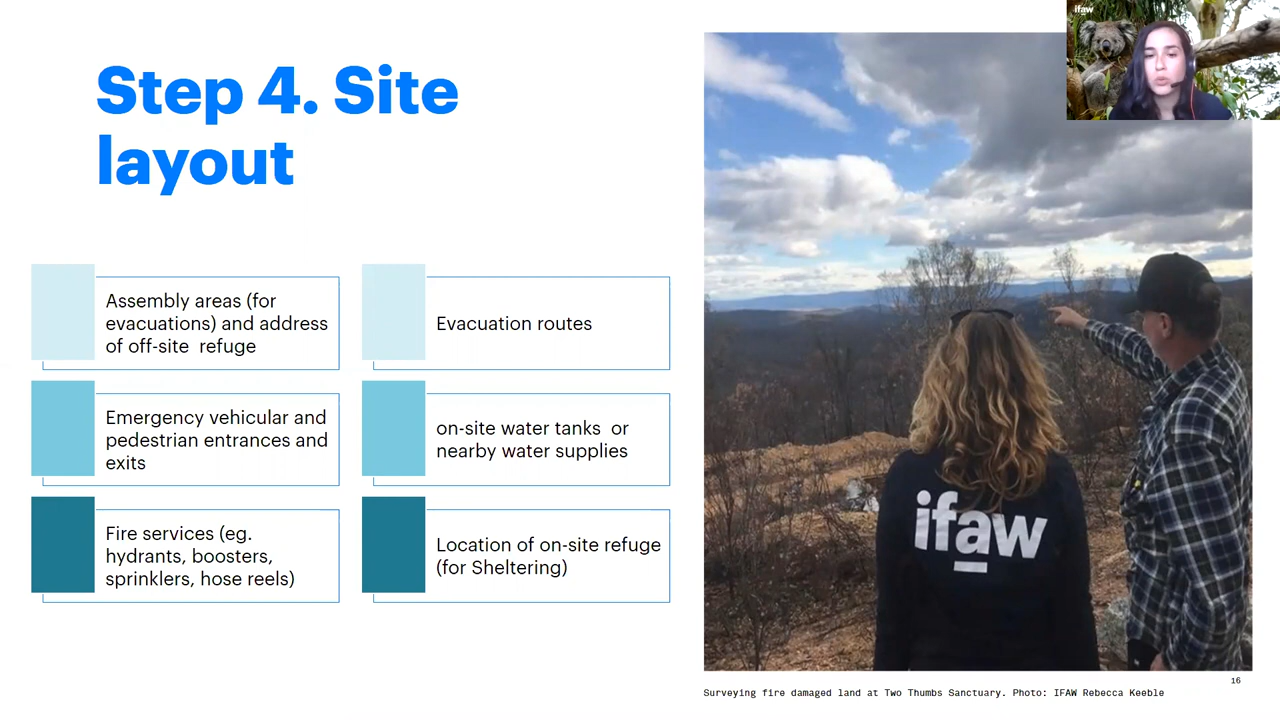 ifaw
Step 4. Site
layout
Assembly areas (for
evacuations) and address
of off-site  refuge
Evacuation routes
Emergency vehicular and
pedestrian entrances and
exits
on-site water tanks  or
nearby water supplies
Fire services (eg.
hydrants, boosters,
sprinklers, hose reels)
Location of on-site refuge
(for Sheltering)
ifaw
16
Surveying fire damaged land at Two Thumbs Sanctuary. Photo: IFAW Rebecca Keeble